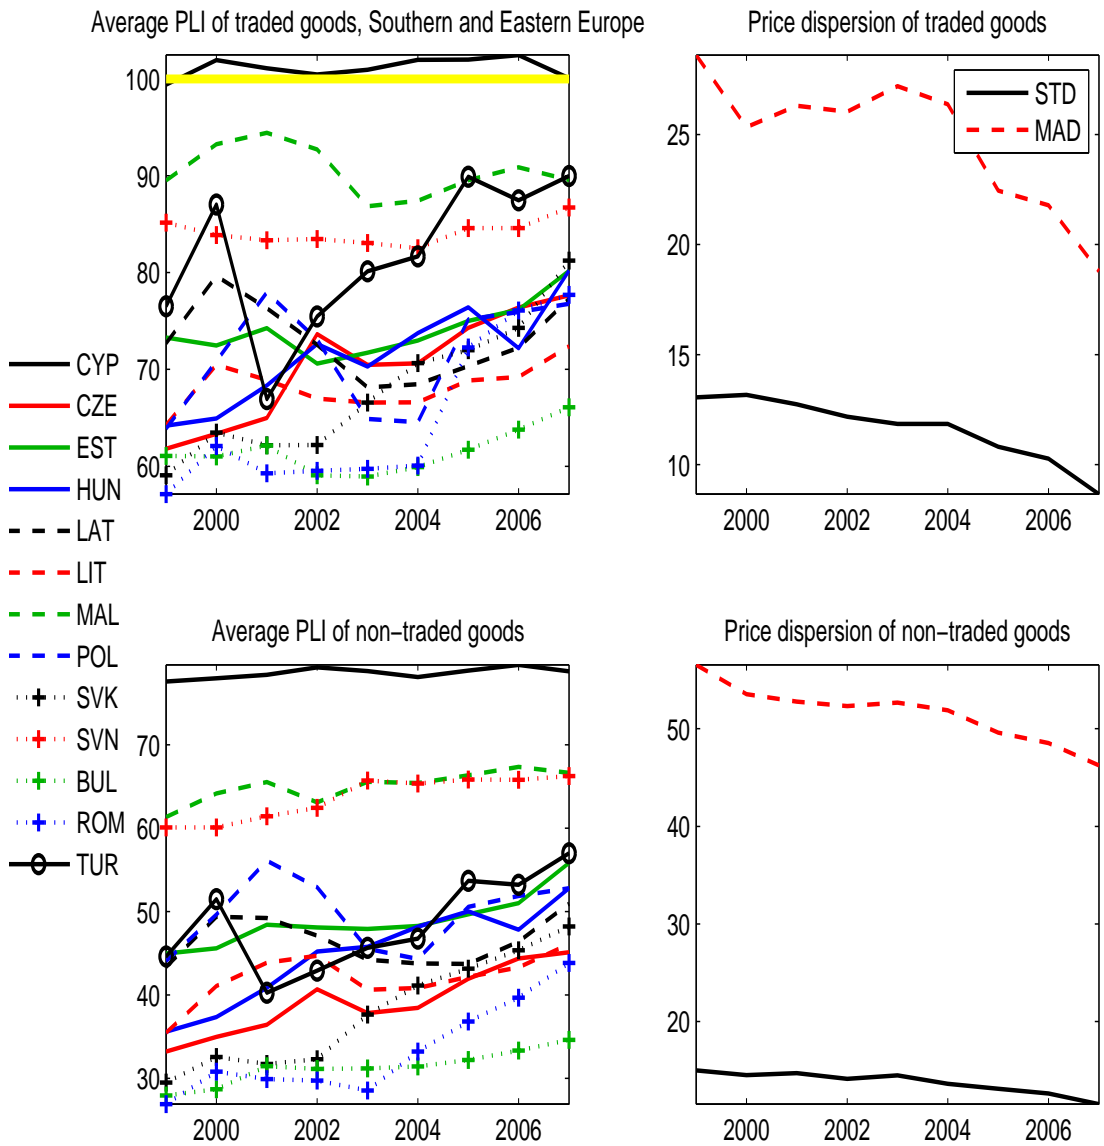 Average PLI of traded goods, Southern and Eastern Europe
100
90
80
70
60
2000 2002 2004 2006
Price dispersion of traded goods
STD
MAD
25
20
15
10
2000 2002 2004 2006
CYP
CZE
EST
HUN
LAT
LIT
MAL
POL
SVK
SVN
BUL
ROM
TUR
Average PLI of non−traded goods
70
60
50
40
30
2000 2002 2004 2006
Price dispersion of non−traded goods
50
40
30
20
2000 2002 2004 2006